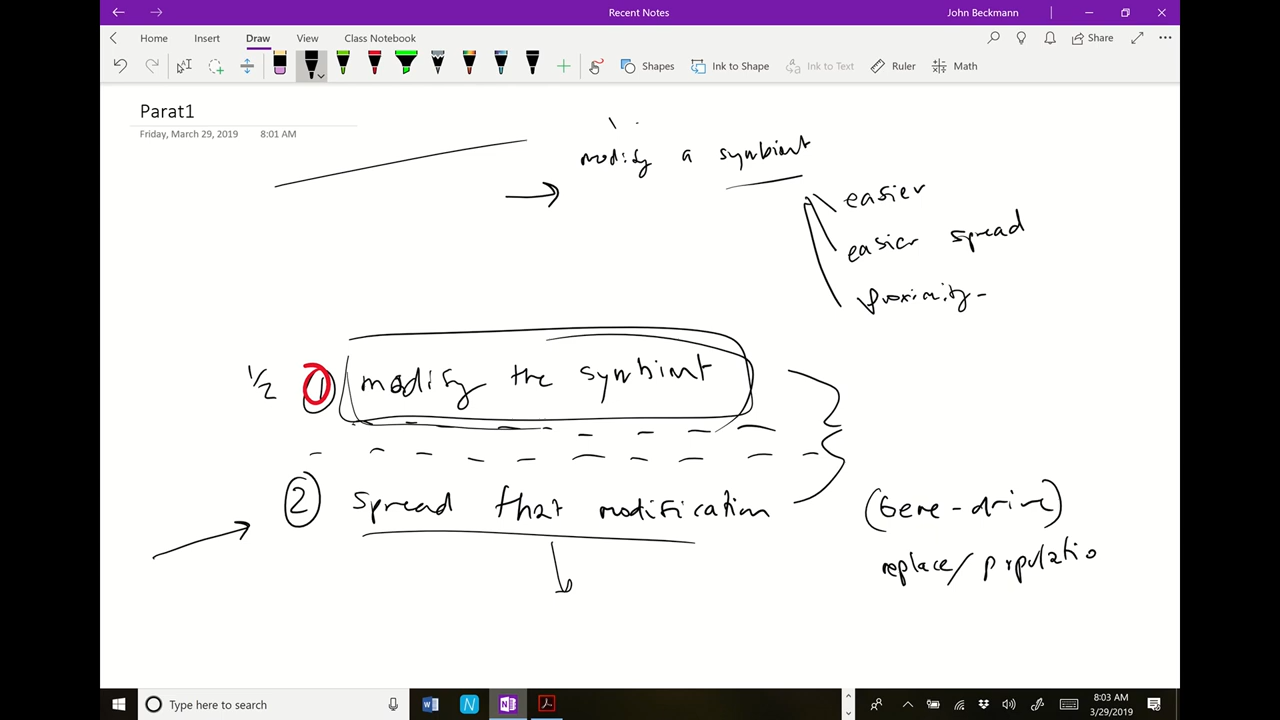 Recent Notes
John Beckmann
Home Insert Draw View Class Notebook
Share
Shapes
Ink to Shape
Ink to Text
Ruler
Math
Parat1
Friday, March 29, 2019 8:01 AM
modify a symbiont
easier
easier spread
proximity-
1/2 1 modify the symbiont
2 spread that modification
(Gene-drive)
replace/populatio
Type here to search
8:03 AM
3/29/2019